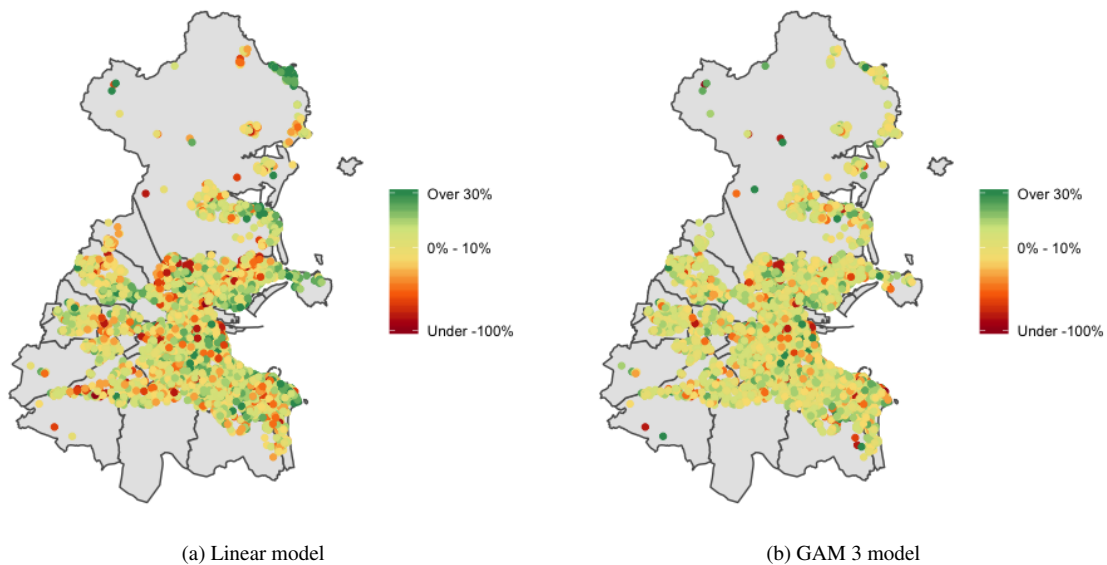 Over 30%
0% - 10%
Under -100%
Over 30%
0% - 10%
Under -100%
(a) Linear model
(b) GAM 3 model